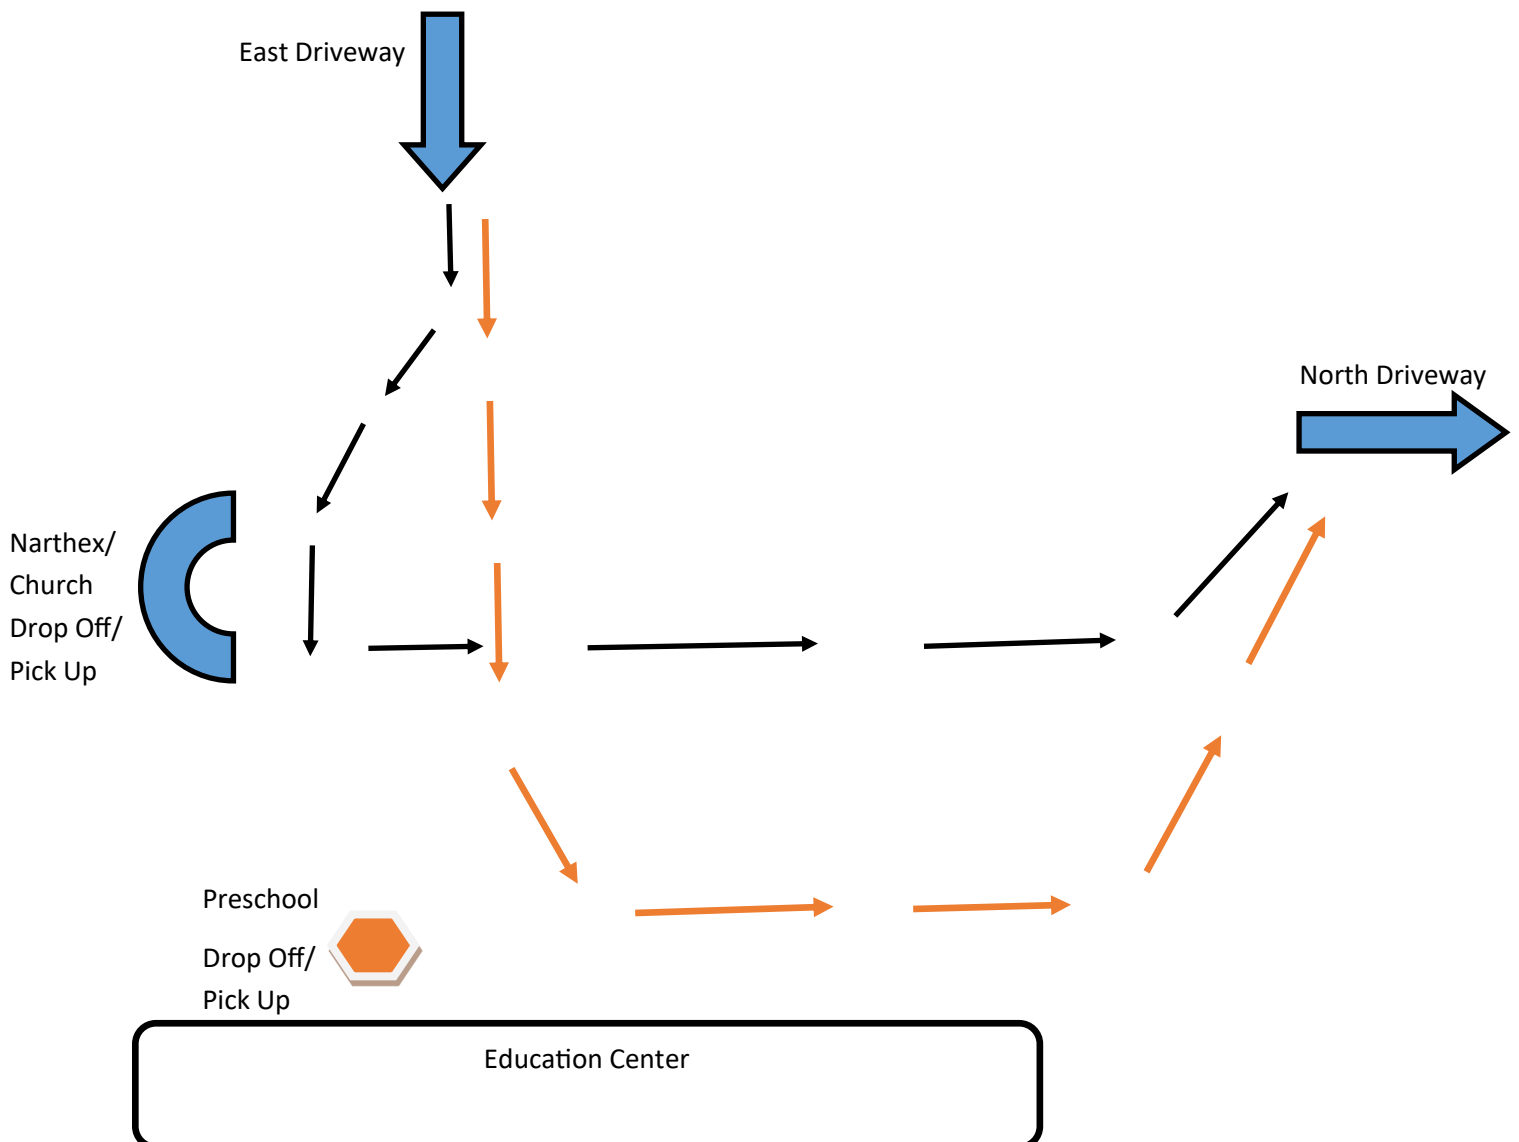 East Driveway
North Driveway
Narthex/
Church
Drop Off/
Pick Up
Preschool
Drop Off/
Pick Up
Education Center